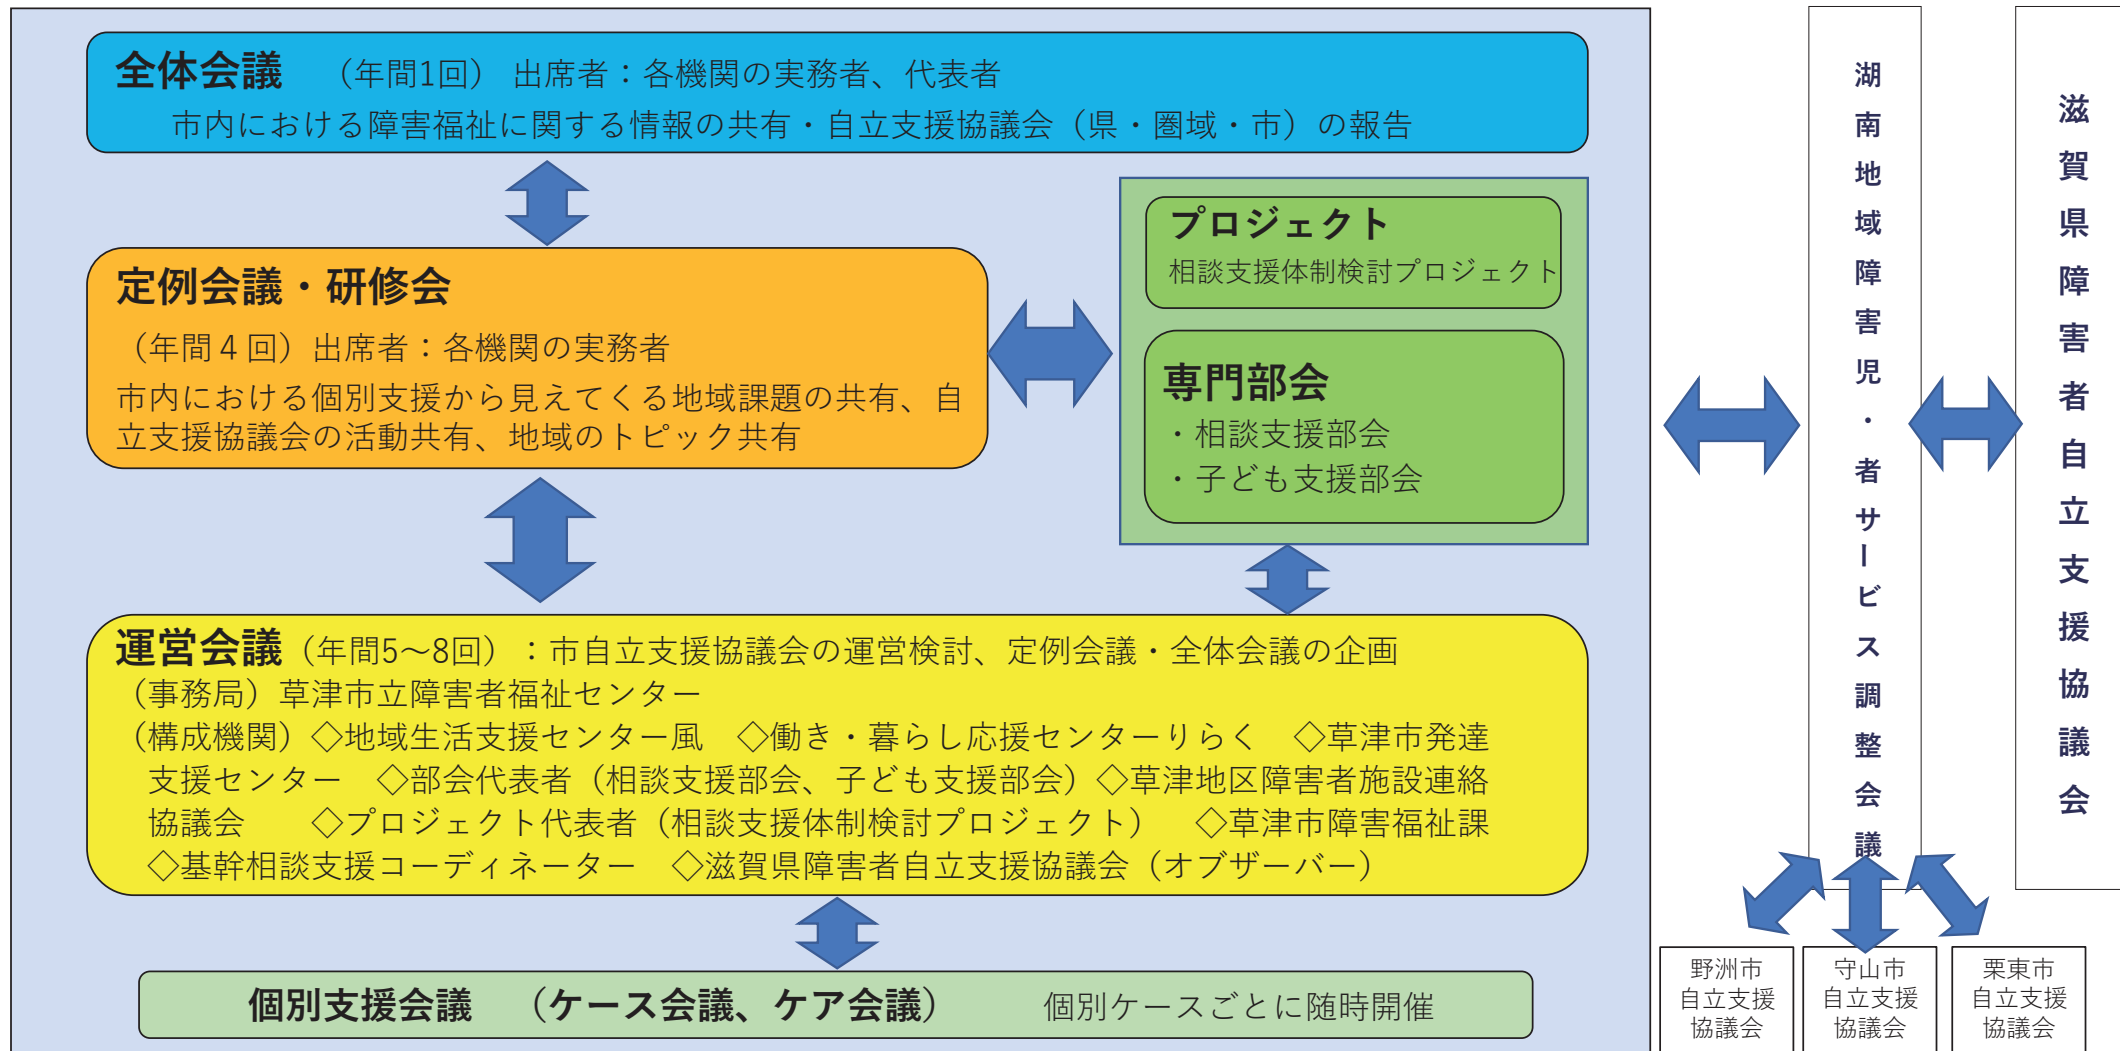 全体会議 （年間1回） 出席者：各機関の実務者、代表者
市内における障害福祉に関する情報の共有・自立支援協議会（県・圏域・市）の報告
定例会議・研修会
（年間４回）出席者：各機関の実務者
市内における個別支援から見えてくる地域課題の共有、自
立支援協議会の活動共有、地域のトピック共有
プロジェクト
相談支援体制検討プロジェクト
専門部会
・相談支援部会
・子ども支援部会
運営会議（年間5～8回）：市自立支援協議会の運営検討、定例会議・全体会議の企画
（事務局）草津市立障害者福祉センター
（構成機関）◇地域生活支援センター風 ◇働き・暮らし応援センターりらく ◇草津市発達
支援センター ◇部会代表者（相談支援部会、子ども支援部会）◇草津地区障害者施設連絡
協議会 ◇プロジェクト代表者（相談支援体制検討プロジェクト） ◇草津市障害福祉課
◇基幹相談支援コーディネーター ◇滋賀県障害者自立支援協議会（オブザーバー）
個別支援会議 （ケース会議、ケア会議） 個別ケースごとに随時開催
湖南地域障害児・者サービス調整会議
滋賀県障害者自立支援協議会
野洲市
自立支援
協議会
守山市
自立支援
協議会
栗東市
自立支援
協議会